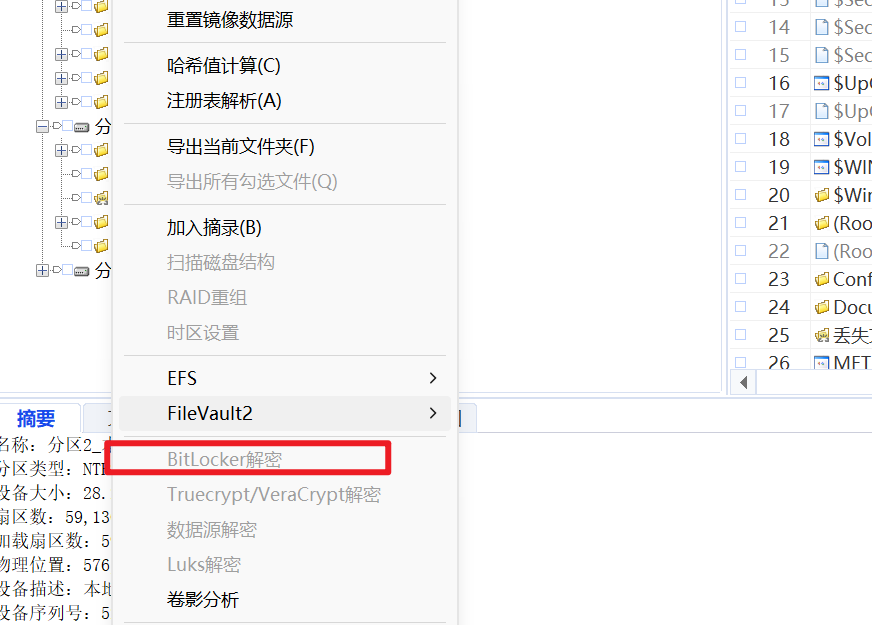 重置镜像数据源
哈希值计算(C)
注册表解析(A)
导出当前文件夹(F)
导出所有勾选文件(Q)
加入摘录(B)
扫描磁盘结构
RAID重组
时区设置
EFS
FileVault2
BitLocker解密
Truecrypt/VeraCrypt解密
数据源解密
Luks解密
卷影分析
分
分
14 $Sec
15 $Sec
16 $Up
17 $Up
18 $Vol
19 $WIN
20 $Win
21 (Roo
22 (Roo
23 Conf
24 Docu
25 丢失
26 MET
摘要
名称: 分区2_
分区类型: NT
设备大小: 28.
扇区数: 59,13
加载扇区数: 5
物理位置: 576
设备描述: 本地
设备序列号: 5